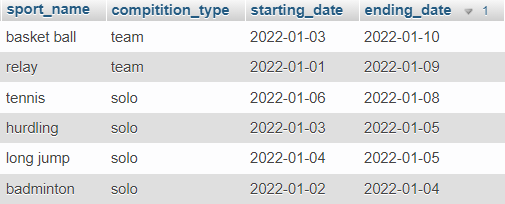 sport_name compitition_type starting_date ending_date 1
basket ball team 2022-01-03 2022-01-10
relay team 2022-01-01 2022-01-09
tennis solo 2022-01-06 2022-01-08
hurdling solo 2022-01-03 2022-01-05
long jump solo 2022-01-04 2022-01-05
badminton solo 2022-01-02 2022-01-04